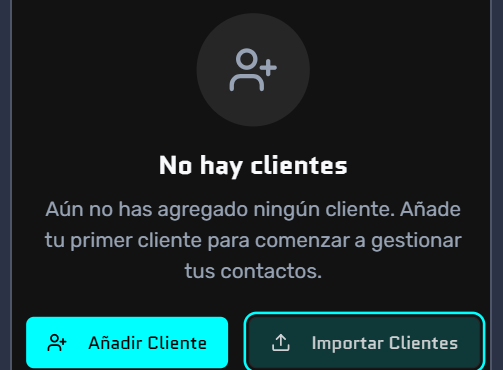 No hay clientes
Aún no has agregado ningún cliente. Añade
tu primer cliente para comenzar a gestionar
tus contactos.
Añadir Cliente
Importar Clientes